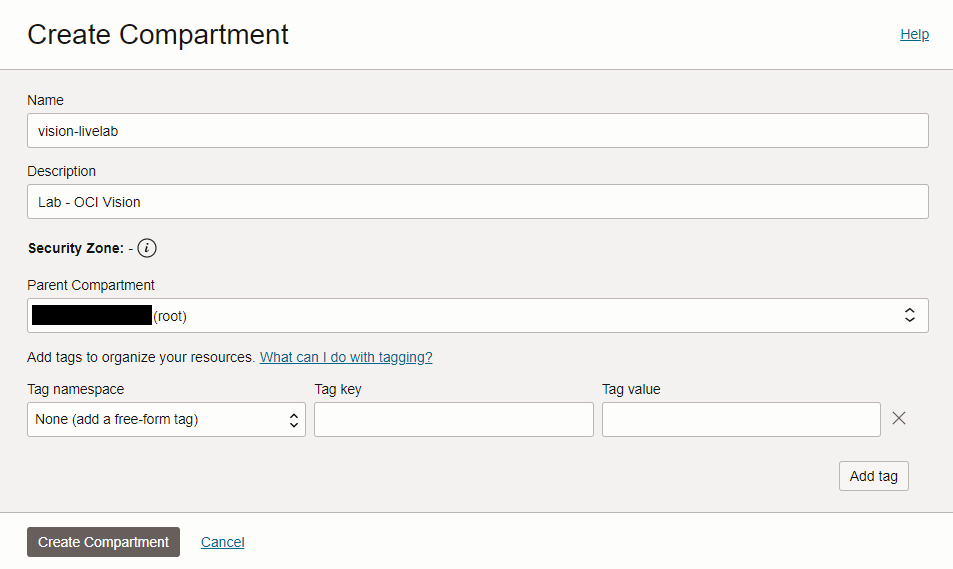 Create Compartment
Help
Name
vision-livelab
Description
Lab - OCI Vision
Security Zone: - i
Parent Compartment
(root)
Add tags to organize your resources. What can I do with tagging?
Tag namespace Tag key Tag value
None (add a free-form tag)
Add tag
Create Compartment Cancel